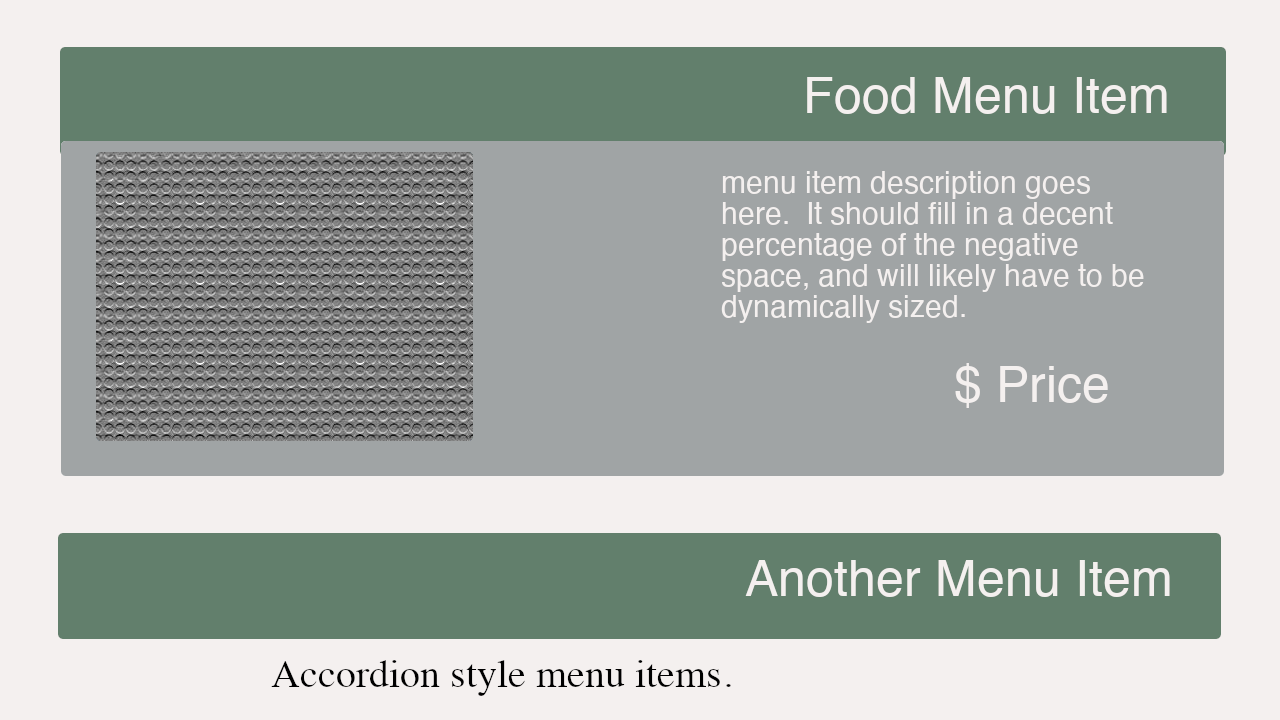 Food Menu Item
menu item description goes
here.  It should fill in a decent
percentage of the negative
space, and will likely have to be
dynamically sized.
$ Price
Another Menu Item
Accordion style menu items.